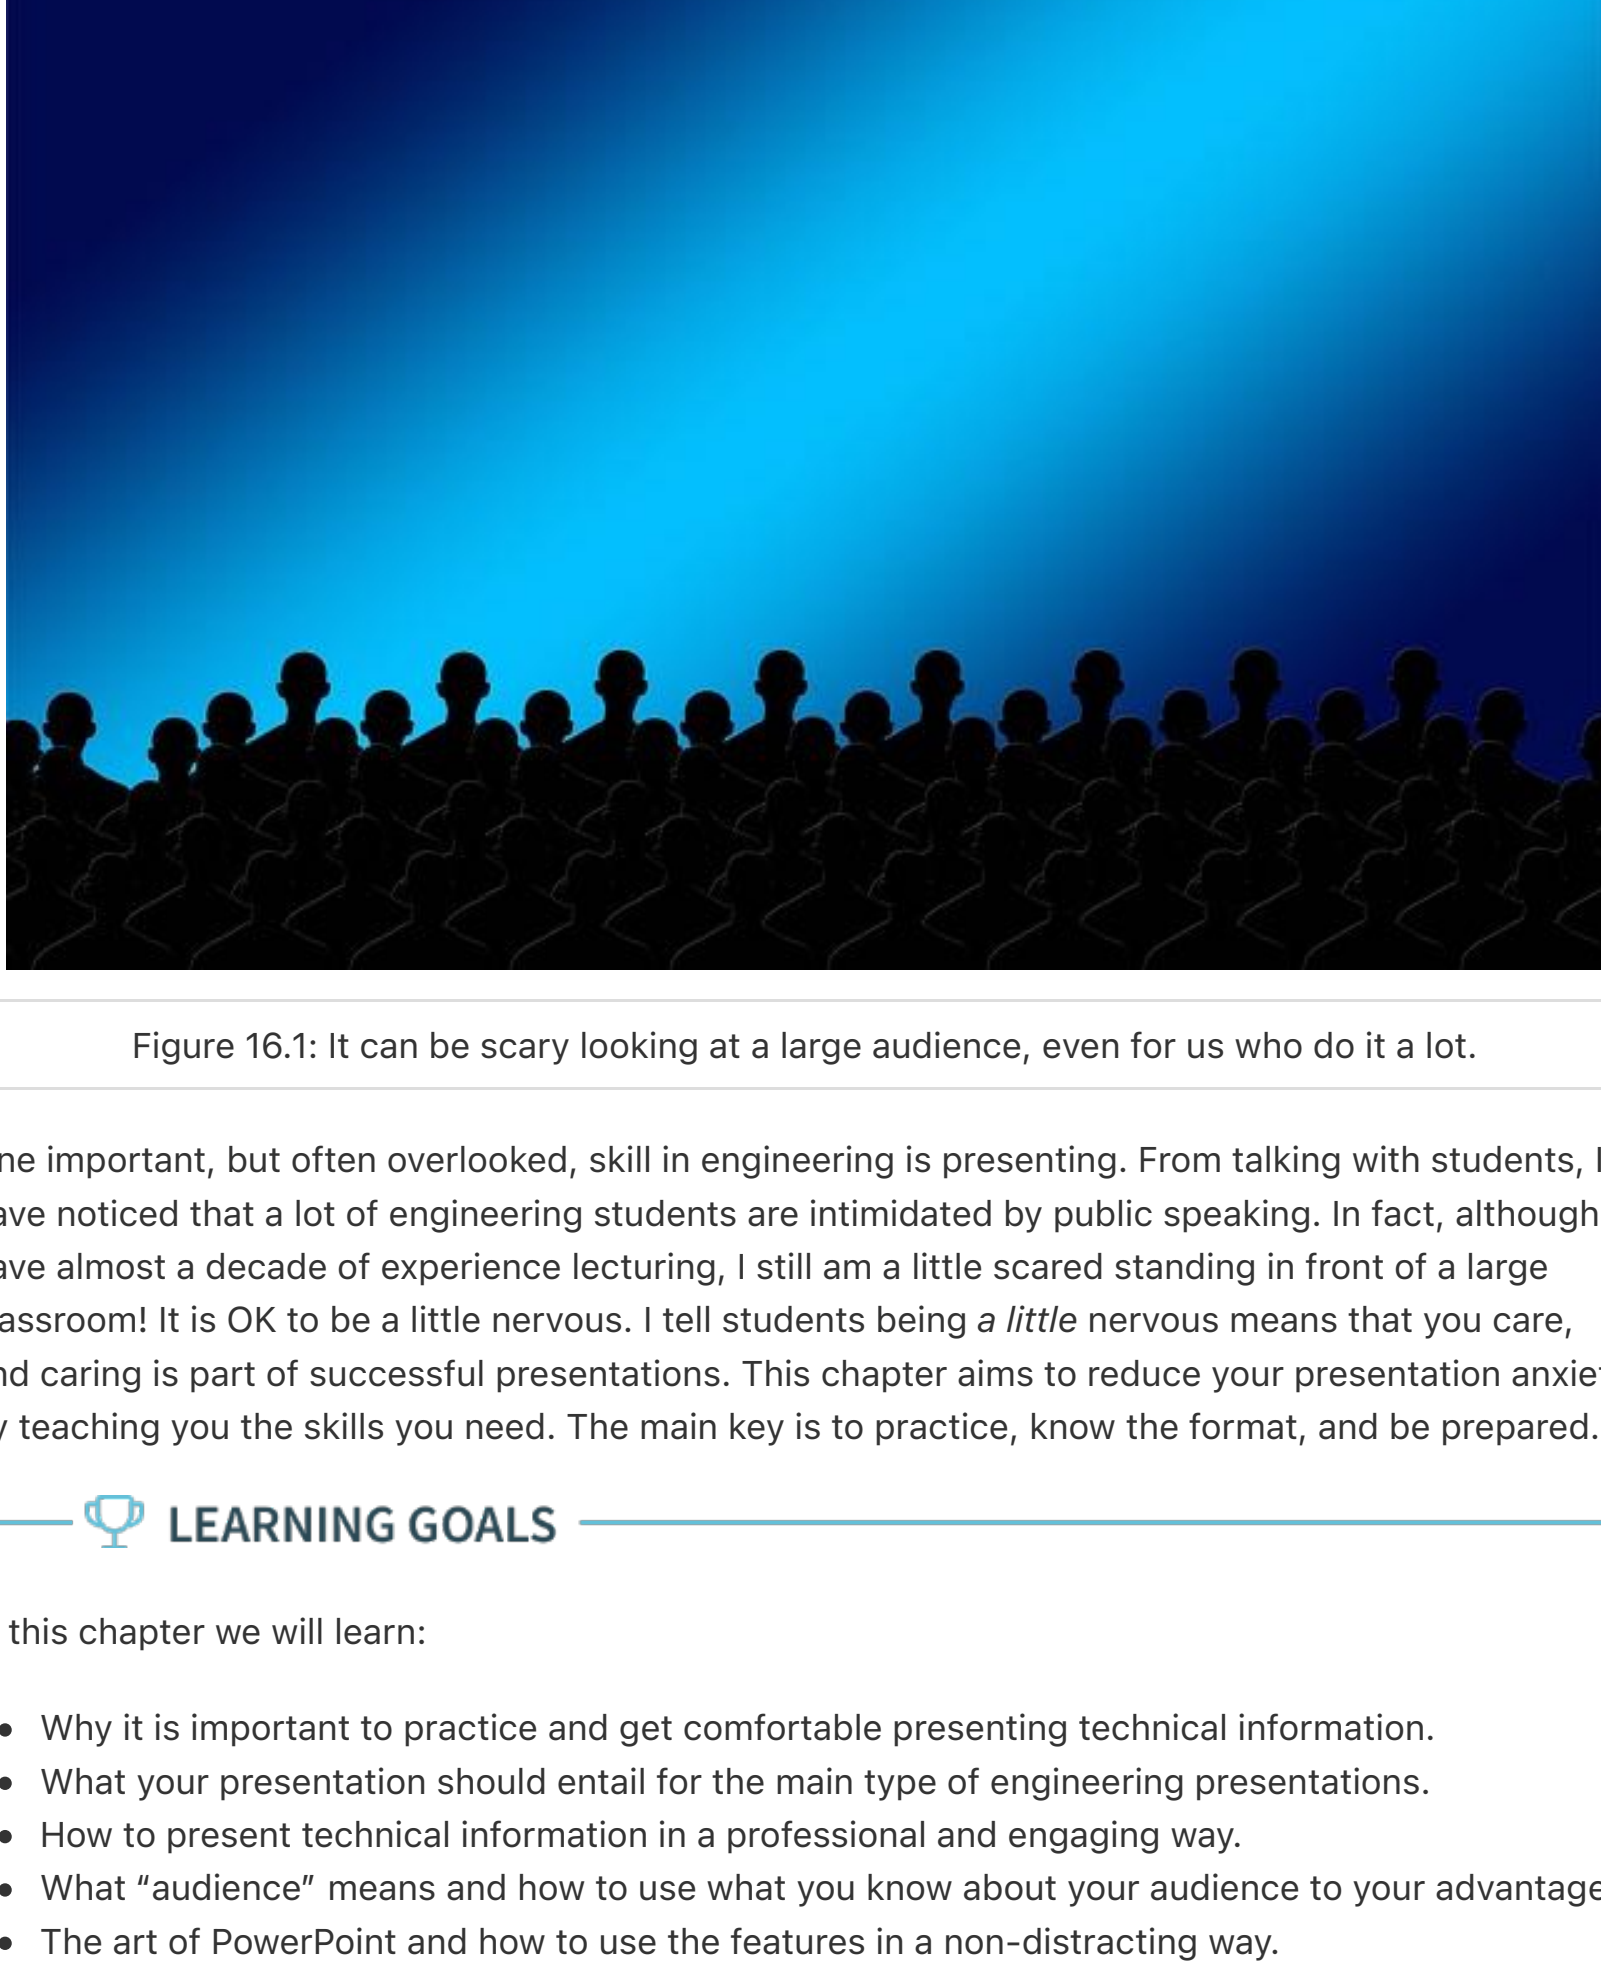 Figure 16.1: It can be scary looking at a large audience, even for us who do it a lot.
ne important, but often overlooked, skill in engineering is presenting. From talking with students, I
ave noticed that a lot of engineering students are intimidated by public speaking. In fact, although
ave almost a decade of experience lecturing, I still am a little scared standing in front of a large
assroom! It is OK to be a little nervous. I tell students being a little nervous means that you care,
nd caring is part of successful presentations. This chapter aims to reduce your presentation anxie
y teaching you the skills you need. The main key is to practice, know the format, and be prepared.
LEARNING GOALS
this chapter we will learn:
• Why it is important to practice and get comfortable presenting technical information.
• What your presentation should entail for the main type of engineering presentations.
• How to present technical information in a professional and engaging way.
• What “audience” means and how to use what you know about your audience to your advantage
• The art of PowerPoint and how to use the features in a non-distracting way.